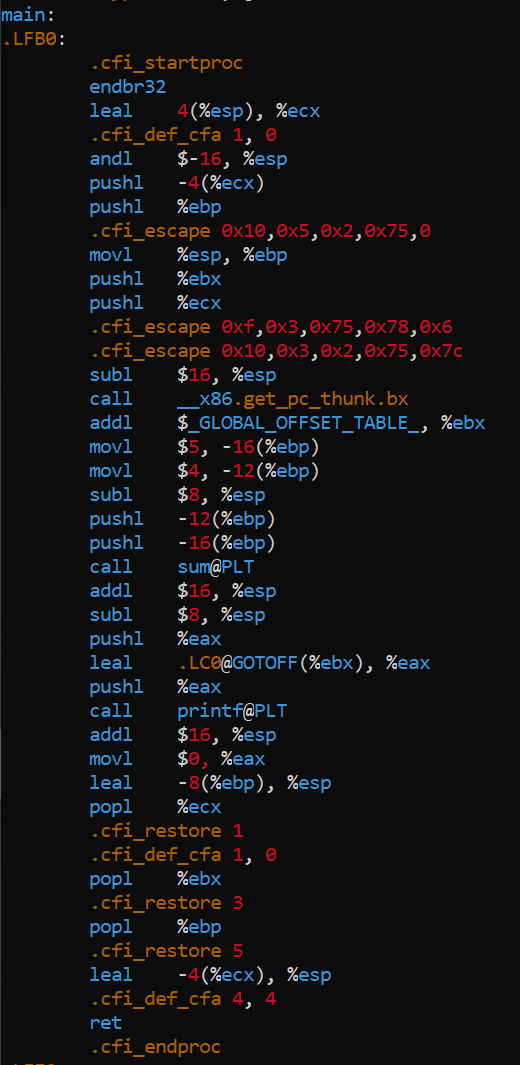 main:
.LFB0:
.cfi_startproc
endbr32
leal 4(%esp), %ecx
.cfi_def_cfa 1, 0
andl $-16, %esp
pushl -4(%ecx)
pushl %ebp
.cfi_escape 0x10,0x5,0x2,0x75,0
movl %esp, %ebp
pushl %ebx
pushl %ecx
.cfi_escape 0xf,0x3,0x75,0x78,0x6
.cfi_escape 0x10,0x3,0x2,0x75,0x7c
subl $16, %esp
call __x86.get_pc_thunk.bx
addl $_GLOBAL_OFFSET_TABLE_, %ebx
movl $5, -16(%ebp)
movl $4, -12(%ebp)
subl $8, %esp
pushl -12(%ebp)
pushl -16(%ebp)
call sum@PLT
addl $16, %esp
subl $8, %esp
pushl %eax
leal .LC0@GOTOFF(%ebx), %eax
pushl %eax
call printf@PLT
addl $16, %esp
movl $0, %eax
leal -8(%ebp), %esp
popl %ecx
.cfi_restore 1
.cfi_def_cfa 1, 0
popl %ebx
.cfi_restore 3
popl %ebp
.cfi_restore 5
leal -4(%ecx), %esp
.cfi_def_cfa 4, 4
ret
.cfi_endproc